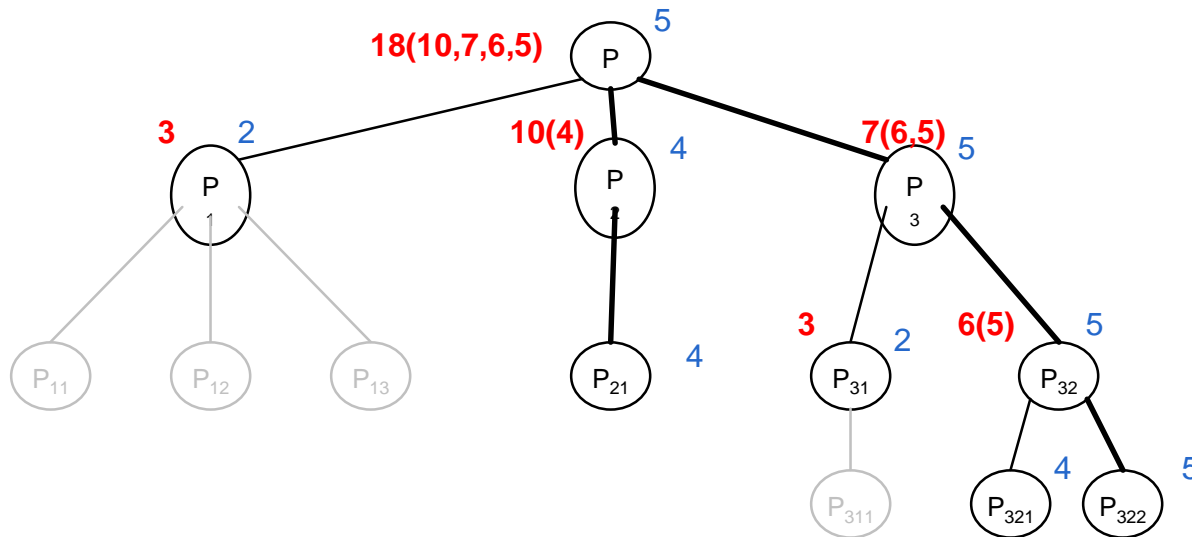 5
18(10,7,6,5)
P
3
2
10(4)
4
7(6,5)
5
P
1
P
2
P
3
3
2
6(5)
5
4
P₁₁
P₁₂
P₁₃
P₂₁
P₃₁
P₃₂
4
5
P₃₁₁
P₃₂₁
P₃₂₂